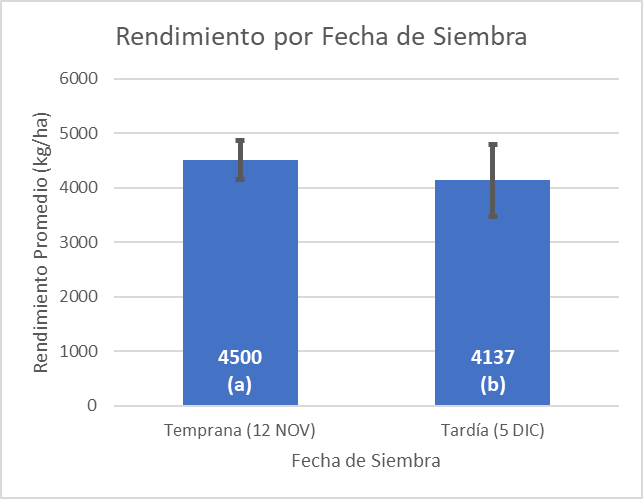 Rendimiento por Fecha de Siembra
Rendimiento Promedio (kg/ha)
6000
5000
4000
3000
2000
1000
0
4500
(a)
4137
(b)
Temprana (12 NOV)
Tardía (5 DIC)
Fecha de Siembra